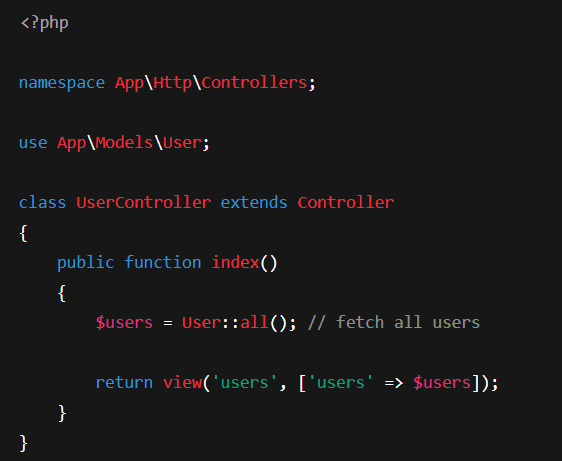 <?php
namespace App\Http\Controllers;
use App\Models\User;
class UserController extends Controller
{
    public function index()
    {
        $users = User::all(); // fetch all users
        return view('users', ['users' => $users]);
    }
}